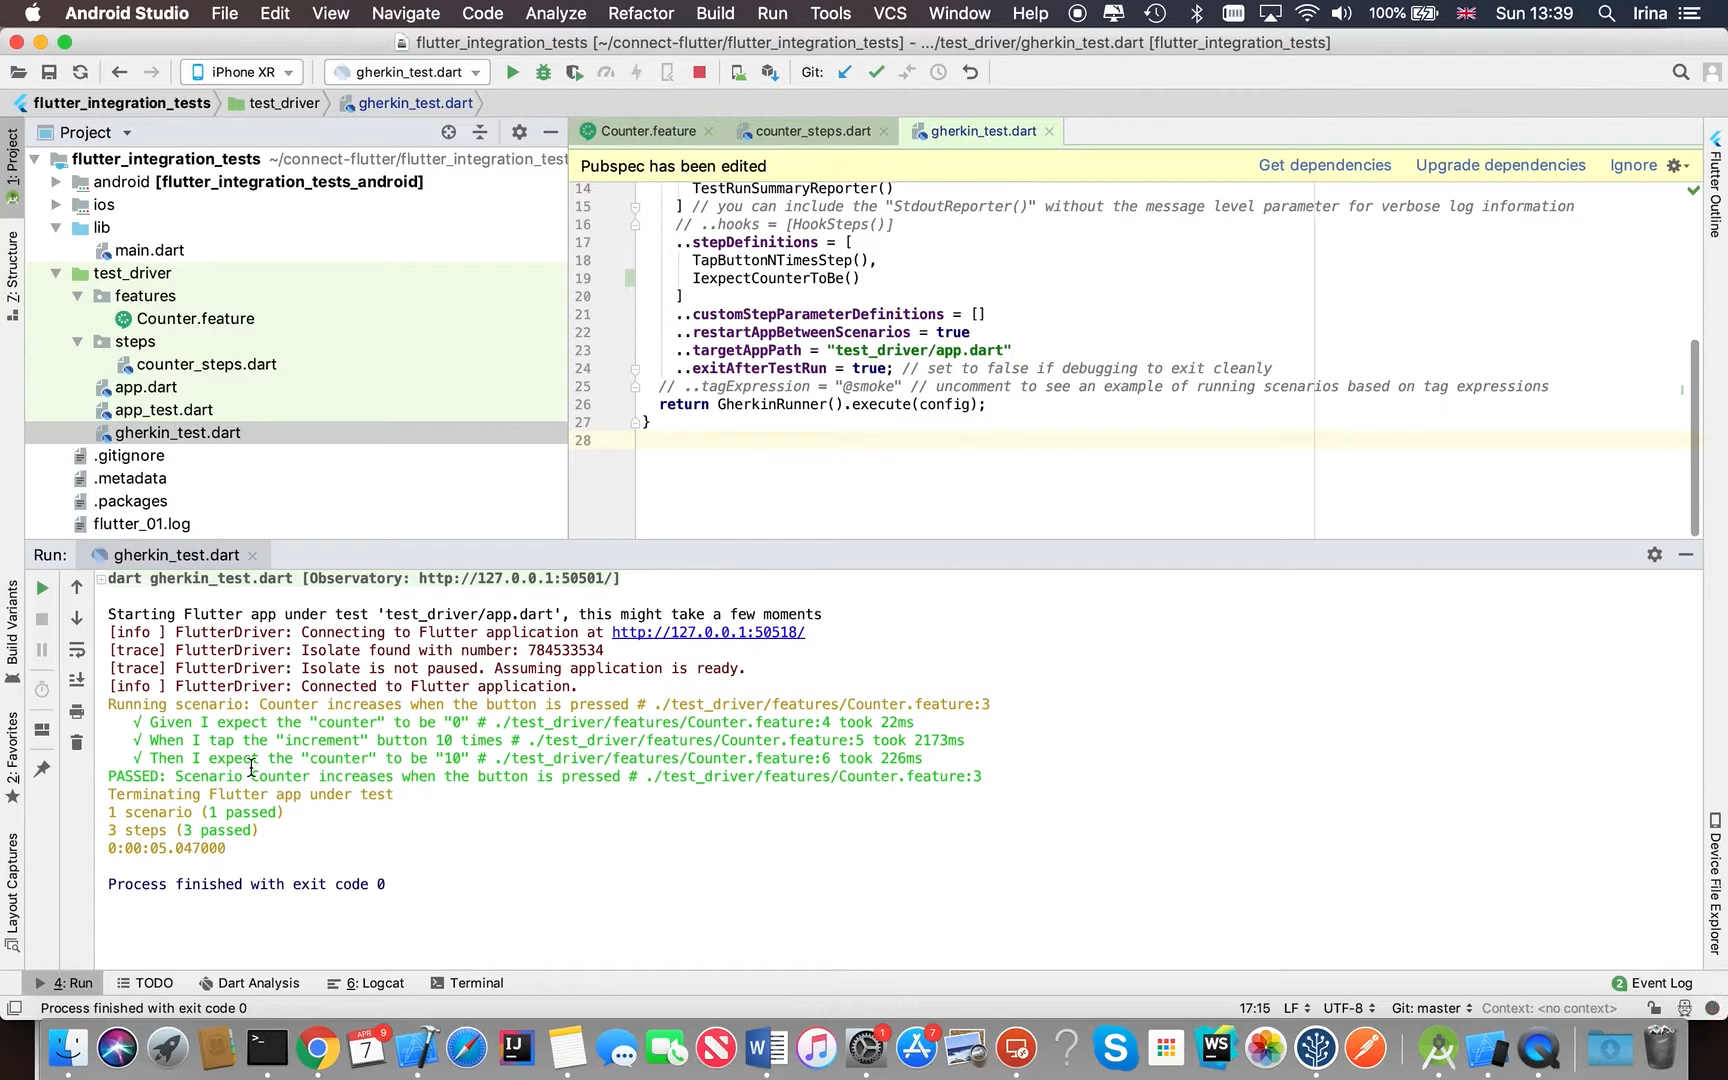 Android Studio File Edit View Navigate Code Analyze Refactor Build Run Tools VCS Window Help 100% Sun 13:39 Irina
flutter_integration_tests [~/connect-flutter/flutter_integration_tests] - .../test_driver/gherkin_test.dart [flutter_integration_tests]
iPhone XR gherkin_test.dart Git:
flutter_integration_tests test_driver gherkin_test.dart
Project Counter.feature counter_steps.dart gherkin_test.dart
Pubspec has been edited Get dependencies Upgrade dependencies Ignore
flutter_integration_tests ~/connect-flutter/flutter_integration_test
android [flutter_integration_tests_android]
ios
lib
main.dart
test_driver
features
Counter.feature
steps
counter_steps.dart
app.dart
app_test.dart
gherkin_test.dart
.gitignore
.metadata
.packages
flutter_01.log
14 TestRunSummaryReporter()
15 ] // you can include the "StdoutReporter()" without the message level parameter for verbose log information
16 // ..hooks = [HookSteps()]
17 ..stepDefinitions = [
18 TapButtonNTimesStep(),
19 IexpectCounterToBe()
20 ]
21 ..customStepParameterDefinitions = []
22 ..restartAppBetweenScenarios = true
23 ..targetAppPath = "test_driver/app.dart"
24 ..exitAfterTestRun = true; // set to false if debugging to exit cleanly
25 // ..tagExpression = "@smoke" // uncomment to see an example of running scenarios based on tag expressions
26 return GherkinRunner().execute(config);
27 }
28
1: Project
7: Structure
Build Variants
2: Favorites
Layout Captures
Flutter Outline
Device File Explorer
Run: gherkin_test.dart
dart gherkin_test.dart [Observatory: http://127.0.0.1:50501/]
Starting Flutter app under test 'test_driver/app.dart', this might take a few moments
[info ] FlutterDriver: Connecting to Flutter application at http://127.0.0.1:50518/
[trace] FlutterDriver: Isolate found with number: 784533534
[trace] FlutterDriver: Isolate is not paused. Assuming application is ready.
[info ] FlutterDriver: Connected to Flutter application.
Running scenario: Counter increases when the button is pressed # ./test_driver/features/Counter.feature:3
√ Given I expect the "counter" to be "0" # ./test_driver/features/Counter.feature:4 took 22ms
√ When I tap the "increment" button 10 times # ./test_driver/features/Counter.feature:5 took 2173ms
√ Then I expect the "counter" to be "10" # ./test_driver/features/Counter.feature:6 took 226ms
PASSED: Scenario Counter increases when the button is pressed # ./test_driver/features/Counter.feature:3
Terminating Flutter app under test
1 scenario (1 passed)
3 steps (3 passed)
0:00:05.047000
Process finished with exit code 0
4: Run TODO Dart Analysis 6: Logcat Terminal 2 Event Log
Process finished with exit code 0 17:15 LF UTF-8 Git: master Context: <no context>
APR 7 9 IJ W 1 7 ? S WS